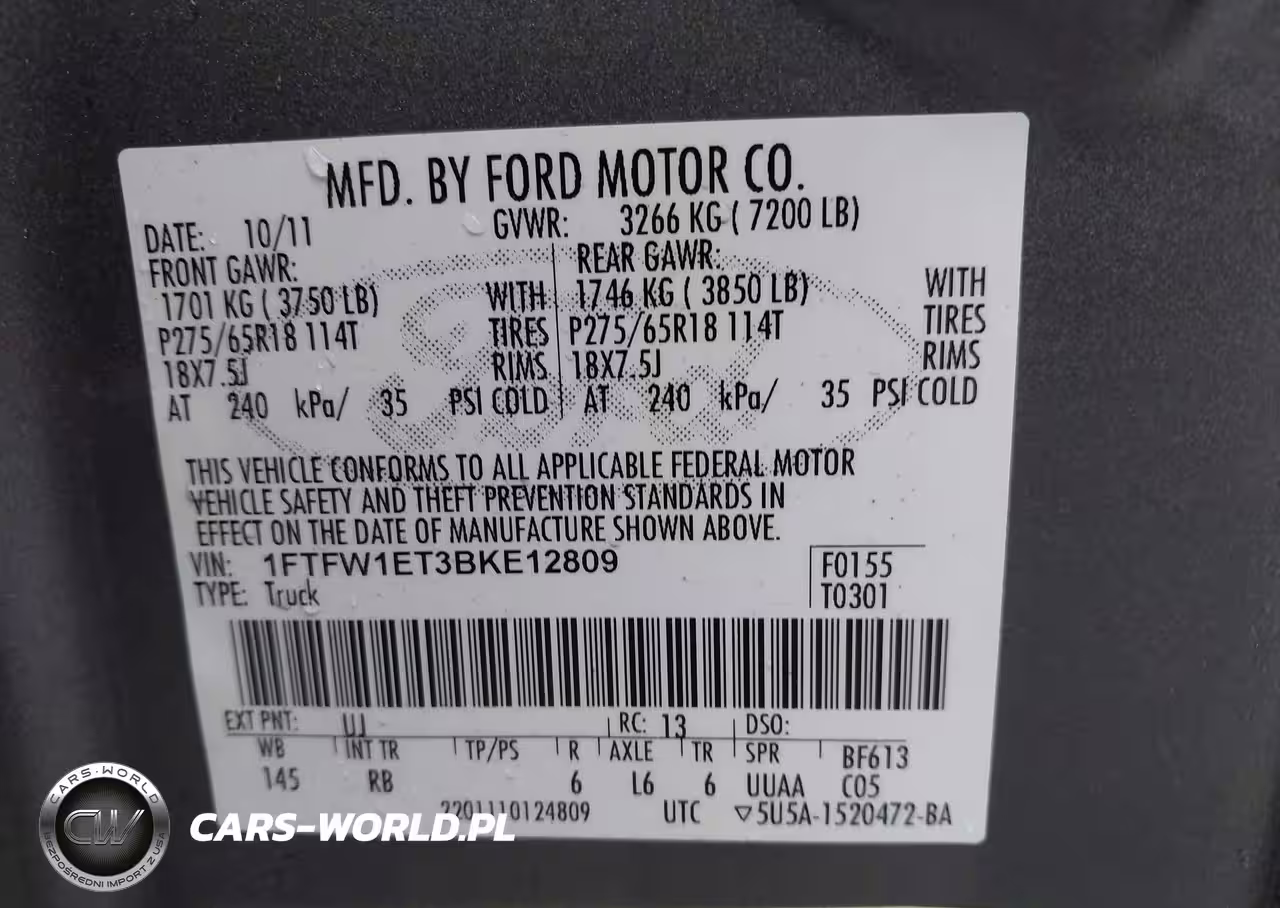 MFD. BY FORD MOTOR CO.
DATE: 10/11 GVWR: 3266 KG ( 7200 LB)
FRONT GAWR: REAR GAWR:
1701 KG ( 3750 LB) WITH 1746 KG ( 3850 LB) WITH
P275/65R18 114T TIRES P275/65R18 114T TIRES
18X7.5J RIMS 18X7.5J RIMS
AT 240 kPa/ 35 PSI COLD AT 240 kPa/ 35 PSI COLD
THIS VEHICLE CONFORMS TO ALL APPLICABLE FEDERAL MOTOR
VEHICLE SAFETY AND THEFT PREVENTION STANDARDS IN
EFFECT ON THE DATE OF MANUFACTURE SHOWN ABOVE.
VIN: 1FTFW1ET3BKE12809 F0155
TYPE: Truck T0301
EXT PNT: UJ RC: 13 DSO:
WB INT TR TP/PS R AXLE TR SPR BF613
145 RB 6 L6 6 UUAA C05
2201110124809 UTC ▽5U5A-1520472-BA
CARS-WORLD
CW
BEZPOŚREDNI IMPORT Z USA
CARS-WORLD.PL